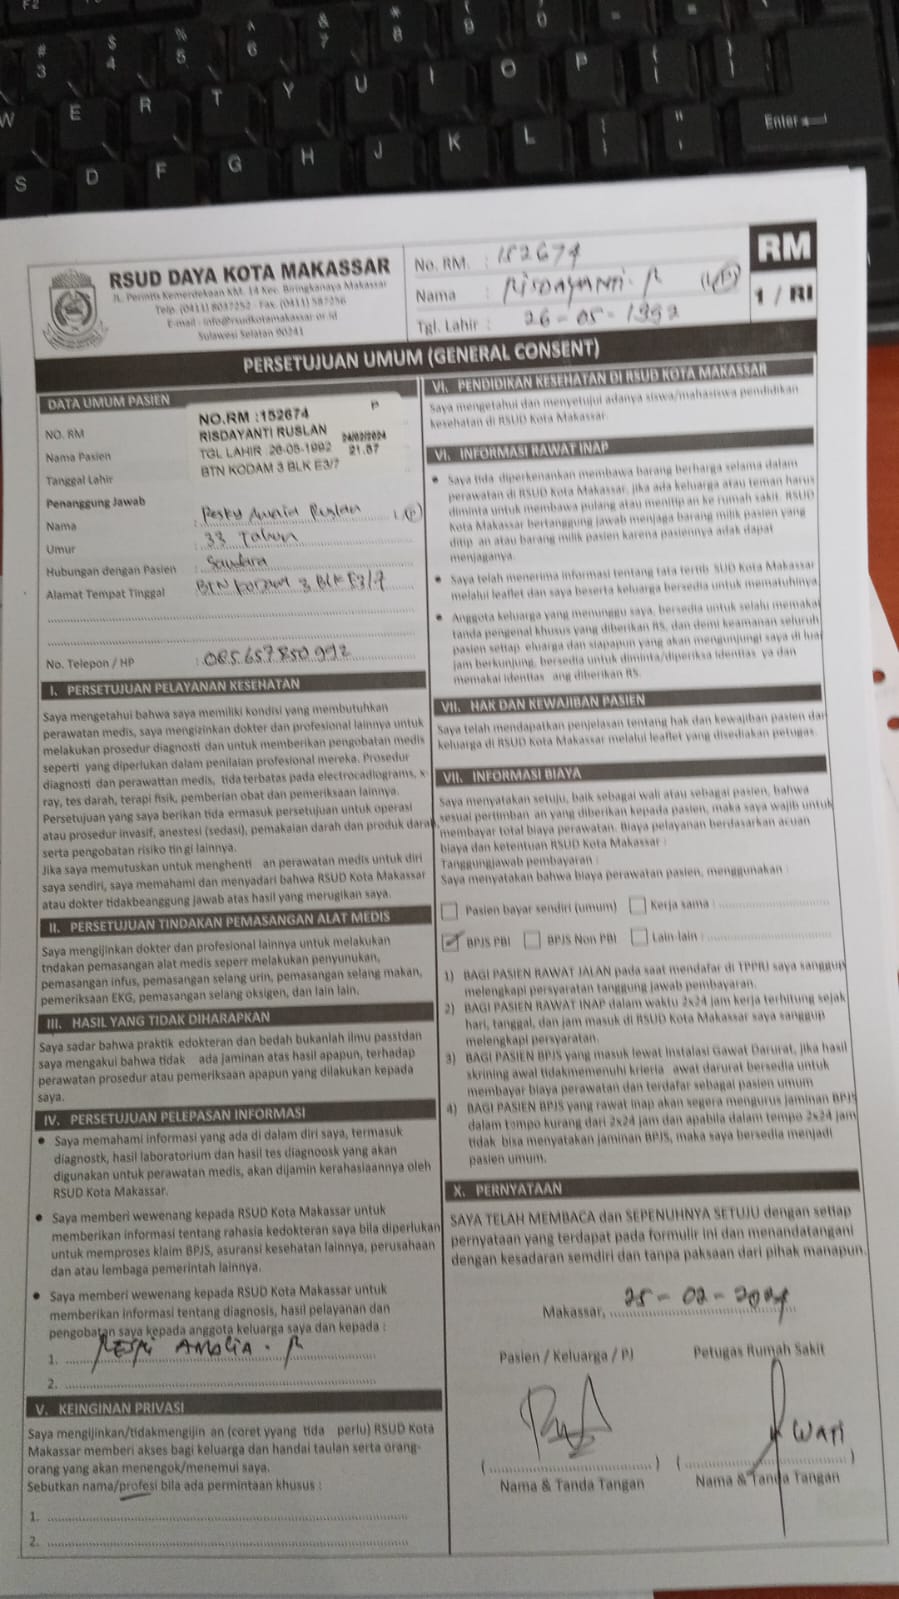 RSUD DAYA KOTA MAKASSAR
JL. Perintis Kemerdekaan KM. 14 Kec. Biringkanaya Makassar
Telp. (0411) Fax. (0411)
E-mail : info@rsudkotamakassar.or.id
Sulawesi Selatan 90241
No. RM. : 152674
Nama : RISDAYANTI. R (P)
Tgl. Lahir : 26-05-1992
RM
1 / RI
PERSETUJUAN UMUM (GENERAL CONSENT)
DATA UMUM PASIEN
NO. RM
Nama Pasien
Tanggal Lahir
NO.RM :152674 P
RISDAYANTI RUSLAN
TGL LAHIR 26-05-1992
24/02/2024
BTN KODAM 3 BLK E3/7
Penanggung Jawab
Nama : Ruslan (P)
Umur : 33 Tahun
Hubungan dengan Pasien : Saudara
Alamat Tempat Tinggal : BTN Kodam 3 Blk E3/7
No. Telepon / HP : 085657850992
I. PERSETUJUAN PELAYANAN KESEHATAN
Saya mengetahui bahwa saya memiliki kondisi yang membutuhkan
perawatan medis, saya mengizinkan dokter dan profesional lainnya untuk
melakukan prosedur diagnosti dan untuk memberikan pengobatan medis
seperti yang diperlukan dalam penilaian profesional mereka. Prosedur
diagnosti dan perawattan medis, tida terbatas pada electrocadiograms, x-
ray, tes darah, terapi fisik, pemberian obat dan pemeriksaan lainnya.
Persetujuan yang saya berikan tida ermasuk persetujuan untuk operasi
atau prosedur invasif, anestesi (sedasi), pemakaian darah dan produk darah,
serta pengobatan risiko tin gi lainnya.
Jika saya memutuskan untuk menghenti an perawatan medis untuk diri
saya sendiri, saya memahami dan menyadari bahwa RSUD Kota Makassar
atau dokter tidakbeanggung jawab atas hasil yang merugikan saya.
II. PERSETUJUAN TINDAKAN PEMASANGAN ALAT MEDIS
Saya mengijinkan dokter dan profesional lainnya untuk melakukan
tndakan pemasangan alat medis seperr melakukan penyunukan,
pemasangan infus, pemasangan selang urin, pemasangan selang makan,
pemeriksaan EKG, pemasangan selang oksigen, dan lain lain.
III. HASIL YANG TIDAK DIHARAPKAN
Saya sadar bahwa praktik edokteran dan bedah bukanlah ilmu passtdan
saya mengakui bahwa tidak ada jaminan atas hasil apapun, terhadap
perawatan prosedur atau pemeriksaan apapun yang dilakukan kepada
saya.
IV. PERSETUJUAN PELEPASAN INFORMASI
• Saya memahami informasi yang ada di dalam diri saya, termasuk
diagnostk, hasil laboratorium dan hasil tes diagnoosk yang akan
digunakan untuk perawatan medis, akan dijamin kerahasiaannya oleh
RSUD Kota Makassar.
• Saya memberi wewenang kepada RSUD Kota Makassar untuk
memberikan informasi tentang rahasia kedokteran saya bila diperlukan
untuk memproses klaim BPJS, asuransi kesehatan lainnya, perusahaan
dan atau lembaga pemerintah lainnya.
• Saya memberi wewenang kepada RSUD Kota Makassar untuk
memberikan informasi tentang diagnosis, hasil pelayanan dan
pengobatan saya kepada anggota keluarga saya dan kepada :
1. R
2.
V. KEINGINAN PRIVASI
Saya mengijinkan/tidakmengijin an (coret yyang tida perlu) RSUD Kota
Makassar memberi akses bagi keluarga dan handai taulan serta orang-
orang yang akan menengok/menemui saya.
Sebutkan nama/profesi bila ada permintaan khusus :
1.
2.
VI. PENDIDIKAN KESEHATAN DI RSUD KOTA MAKASSAR
Saya mengetahui dan menyetujui adanya siswa/mahasiswa pendidikan
kesehatan di RSUD Kota Makassar.
VI. INFORMASI RAWAT INAP
• Saya tida diperkenankan membawa barang berharga selama dalam
perawatan di RSUD Kota Makassar, jika ada keluarga atau teman harus
diminta untuk membawa pulang atau menitip an ke rumah sakit. RSUD
Kota Makassar bertanggung jawab menjaga barang milik pasien yang
ditip an atau barang milik pasien karena pasiennya adak dapat
menjaganya.
• Saya telah menerima informasi tentang tata tertib SUD Kota Makassar
melalui leaflet dan saya beserta keluarga bersedia untuk mematuhinya
• Anggota keluarga yang menunggu saya, bersedia untuk selalu memakai
tanda pengenal khusus yang diberikan RS, dan demi keamanan seluruh
pasien setiap eluarga dan siapapun yang akan mengunjungi saya di luar
jam berkunjung, bersedia untuk diminta/diperiksa identtas ya dan
memakai identtas ang diberikan RS.
VII. HAK DAN KEWAJIBAN PASIEN
Saya telah mendapatkan penjelasan tentang hak dan kewajiban pasien dan
keluarga di RSUD Kota Makassar melalui leaflet yang disediakan petugas.
VII. INFORMASI BIAYA
Saya menyatakan setuju, baik sebagai wali atau sebagai pasien, bahwa
sesuai pertimban an yang diberikan kepada pasien, maka saya wajib untuk
membayar total biaya perawatan. Biaya pelayanan berdasarkan acuan
biaya dan ketentuan RSUD Kota Makassar :
Tanggungjawab pembayaran :
Saya menyatakan bahwa biaya perawatan pasien, menggunakan :
Pasien bayar sendiri (umum) Kerja sama :
✓ BPJS PBI BPJS Non PBI Lain-lain :
1) BAGI PASIEN RAWAT JALAN pada saat mendafar di TPPRJ saya sanggup
melengkapi persyaratan tanggung jawab pembayaran.
2) BAGI PASIEN RAWAT INAP dalam waktu 2x24 jam kerja terhitung sejak
hari, tanggal, dan jam masuk di RSUD Kota Makassar saya sanggup
melengkapi persyaratan.
3) BAGI PASIEN BPJS yang masuk lewat Instalasi Gawat Darurat, jika hasil
skrining awal tidakmemenuhi krieria awat darurat bersedia untuk
membayar biaya perawatan dan terdafar sebagai pasien umum
4) BAGI PASIEN BPJS yang rawat inap akan segera mengurus jaminan BPJS
dalam tempo kurang dari 2x24 jam dan apabila dalam tempo 2x24 jam
tidak bisa menyatakan jaminan BPJS, maka saya bersedia menjadi
pasien umum.
X. PERNYATAAN
SAYA TELAH MEMBACA dan SEPENUHNYA SETUJU dengan setiap
pernyataan yang terdapat pada formulir ini dan menandatangani
dengan kesadaran semdiri dan tanpa paksaan dari pihak manapun.
Makassar, 25-02-2024
Pasien / Keluarga / PJ Petugas Rumah Sakit
WATI
(....................) (....................)
Nama & Tanda Tangan Nama & Tanda Tangan
F2
# 3 $ 4 % 5 ^ 6 & 7 * 8 ( 9 ) 0
W E R T Y U I O P { [ } ]
S D F G H J K L Enter